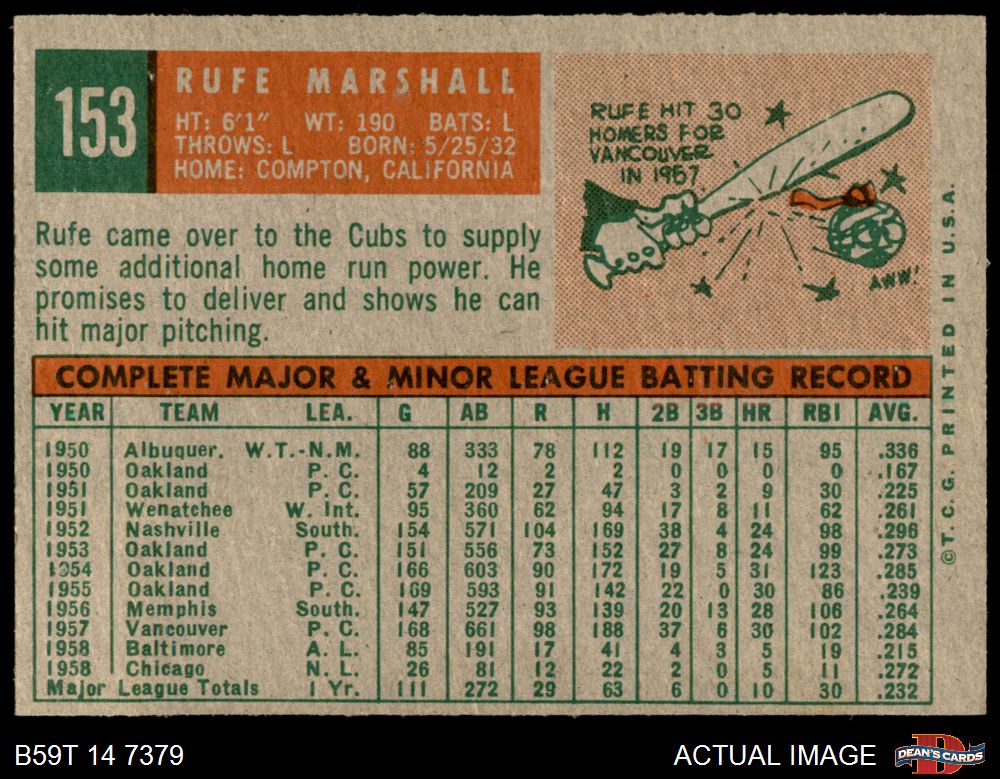 153
RUFE MARSHALL
HT: 6'1" WT: 190 BATS: L
THROWS: L BORN: 5/25/32
HOME: COMPTON, CALIFORNIA
Rufe came over to the Cubs to supply
some additional home run power. He
promises to deliver and shows he can
hit major pitching.
RUFE HIT 30
HOMERS FOR
VANCOUVER
IN 1957.
AWW!
COMPLETE MAJOR & MINOR LEAGUE BATTING RECORD
YEAR TEAM LEA. G AB R H 2B 3B HR RBI AVG.
1950 Albuquer. W.T.-N.M. 88 333 78 112 19 17 15 95 .336
1950 Oakland P. C. 4 12 2 2 0 0 0 0 .167
1951 Oakland P. C. 57 209 27 47 3 2 9 30 .225
1951 Wenatchee W. Int. 95 360 62 94 17 8 11 62 .261
1952 Nashville South. 154 571 104 169 38 4 24 98 .296
1953 Oakland P. C. 151 556 73 152 27 8 24 99 .273
1954 Oakland P. C. 166 603 90 172 19 5 31 123 .285
1955 Oakland P. C. 169 593 91 142 22 0 30 86 .239
1956 Memphis South. 147 527 93 139 20 13 28 106 .264
1957 Vancouver P. C. 168 661 98 188 37 6 30 102 .284
1958 Baltimore A. L. 85 191 17 41 4 3 5 19 .215
1958 Chicago N. L. 26 81 12 22 2 0 5 11 .272
Major League Totals 1 Yr. 111 272 29 63 6 0 10 30 .232
© T. C. G. PRINTED IN U.S.A.
B59T 14 7379
ACTUAL IMAGE
DEAN'S CARDS